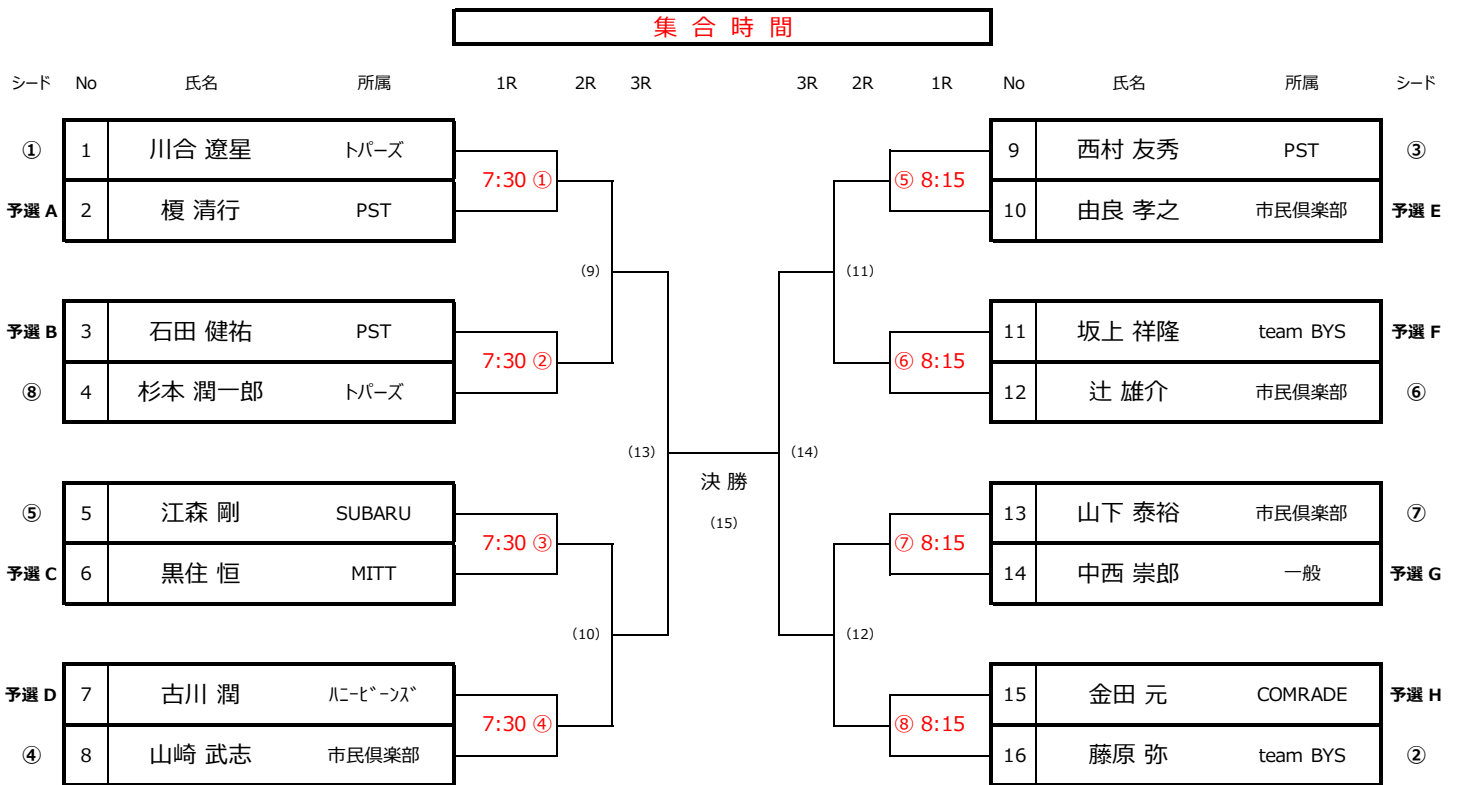 集 合 時 間
シード No 氏名 所属 1R 2R 3R 3R 2R 1R No 氏名 所属 シード
① 1 川合 遼星 トパーズ 9 西村 友秀 PST ③
7:30 ① ⑤ 8:15
予選 A 2 榎 清行 PST 10 由良 孝之 市民倶楽部 予選 E
(9) (11)
予選 B 3 石田 健祐 PST 11 坂上 祥隆 team BYS 予選 F
7:30 ② ⑥ 8:15
⑧ 4 杉本 潤一郎 トパーズ 12 辻 雄介 市民倶楽部 ⑥
(13) (14)
決 勝
⑤ 5 江森 剛 SUBARU 13 山下 泰裕 市民倶楽部 ⑦
(15)
7:30 ③ ⑦ 8:15
予選 C 6 黒住 恒 MITT 14 中西 崇郎 一般 予選 G
(10) (12)
予選 D 7 古川 潤 ﾊﾆｰﾋﾞｰﾝｽﾞ 15 金田 元 COMRADE 予選 H
7:30 ④ ⑧ 8:15
④ 8 山崎 武志 市民倶楽部 16 藤原 弥 team BYS ②